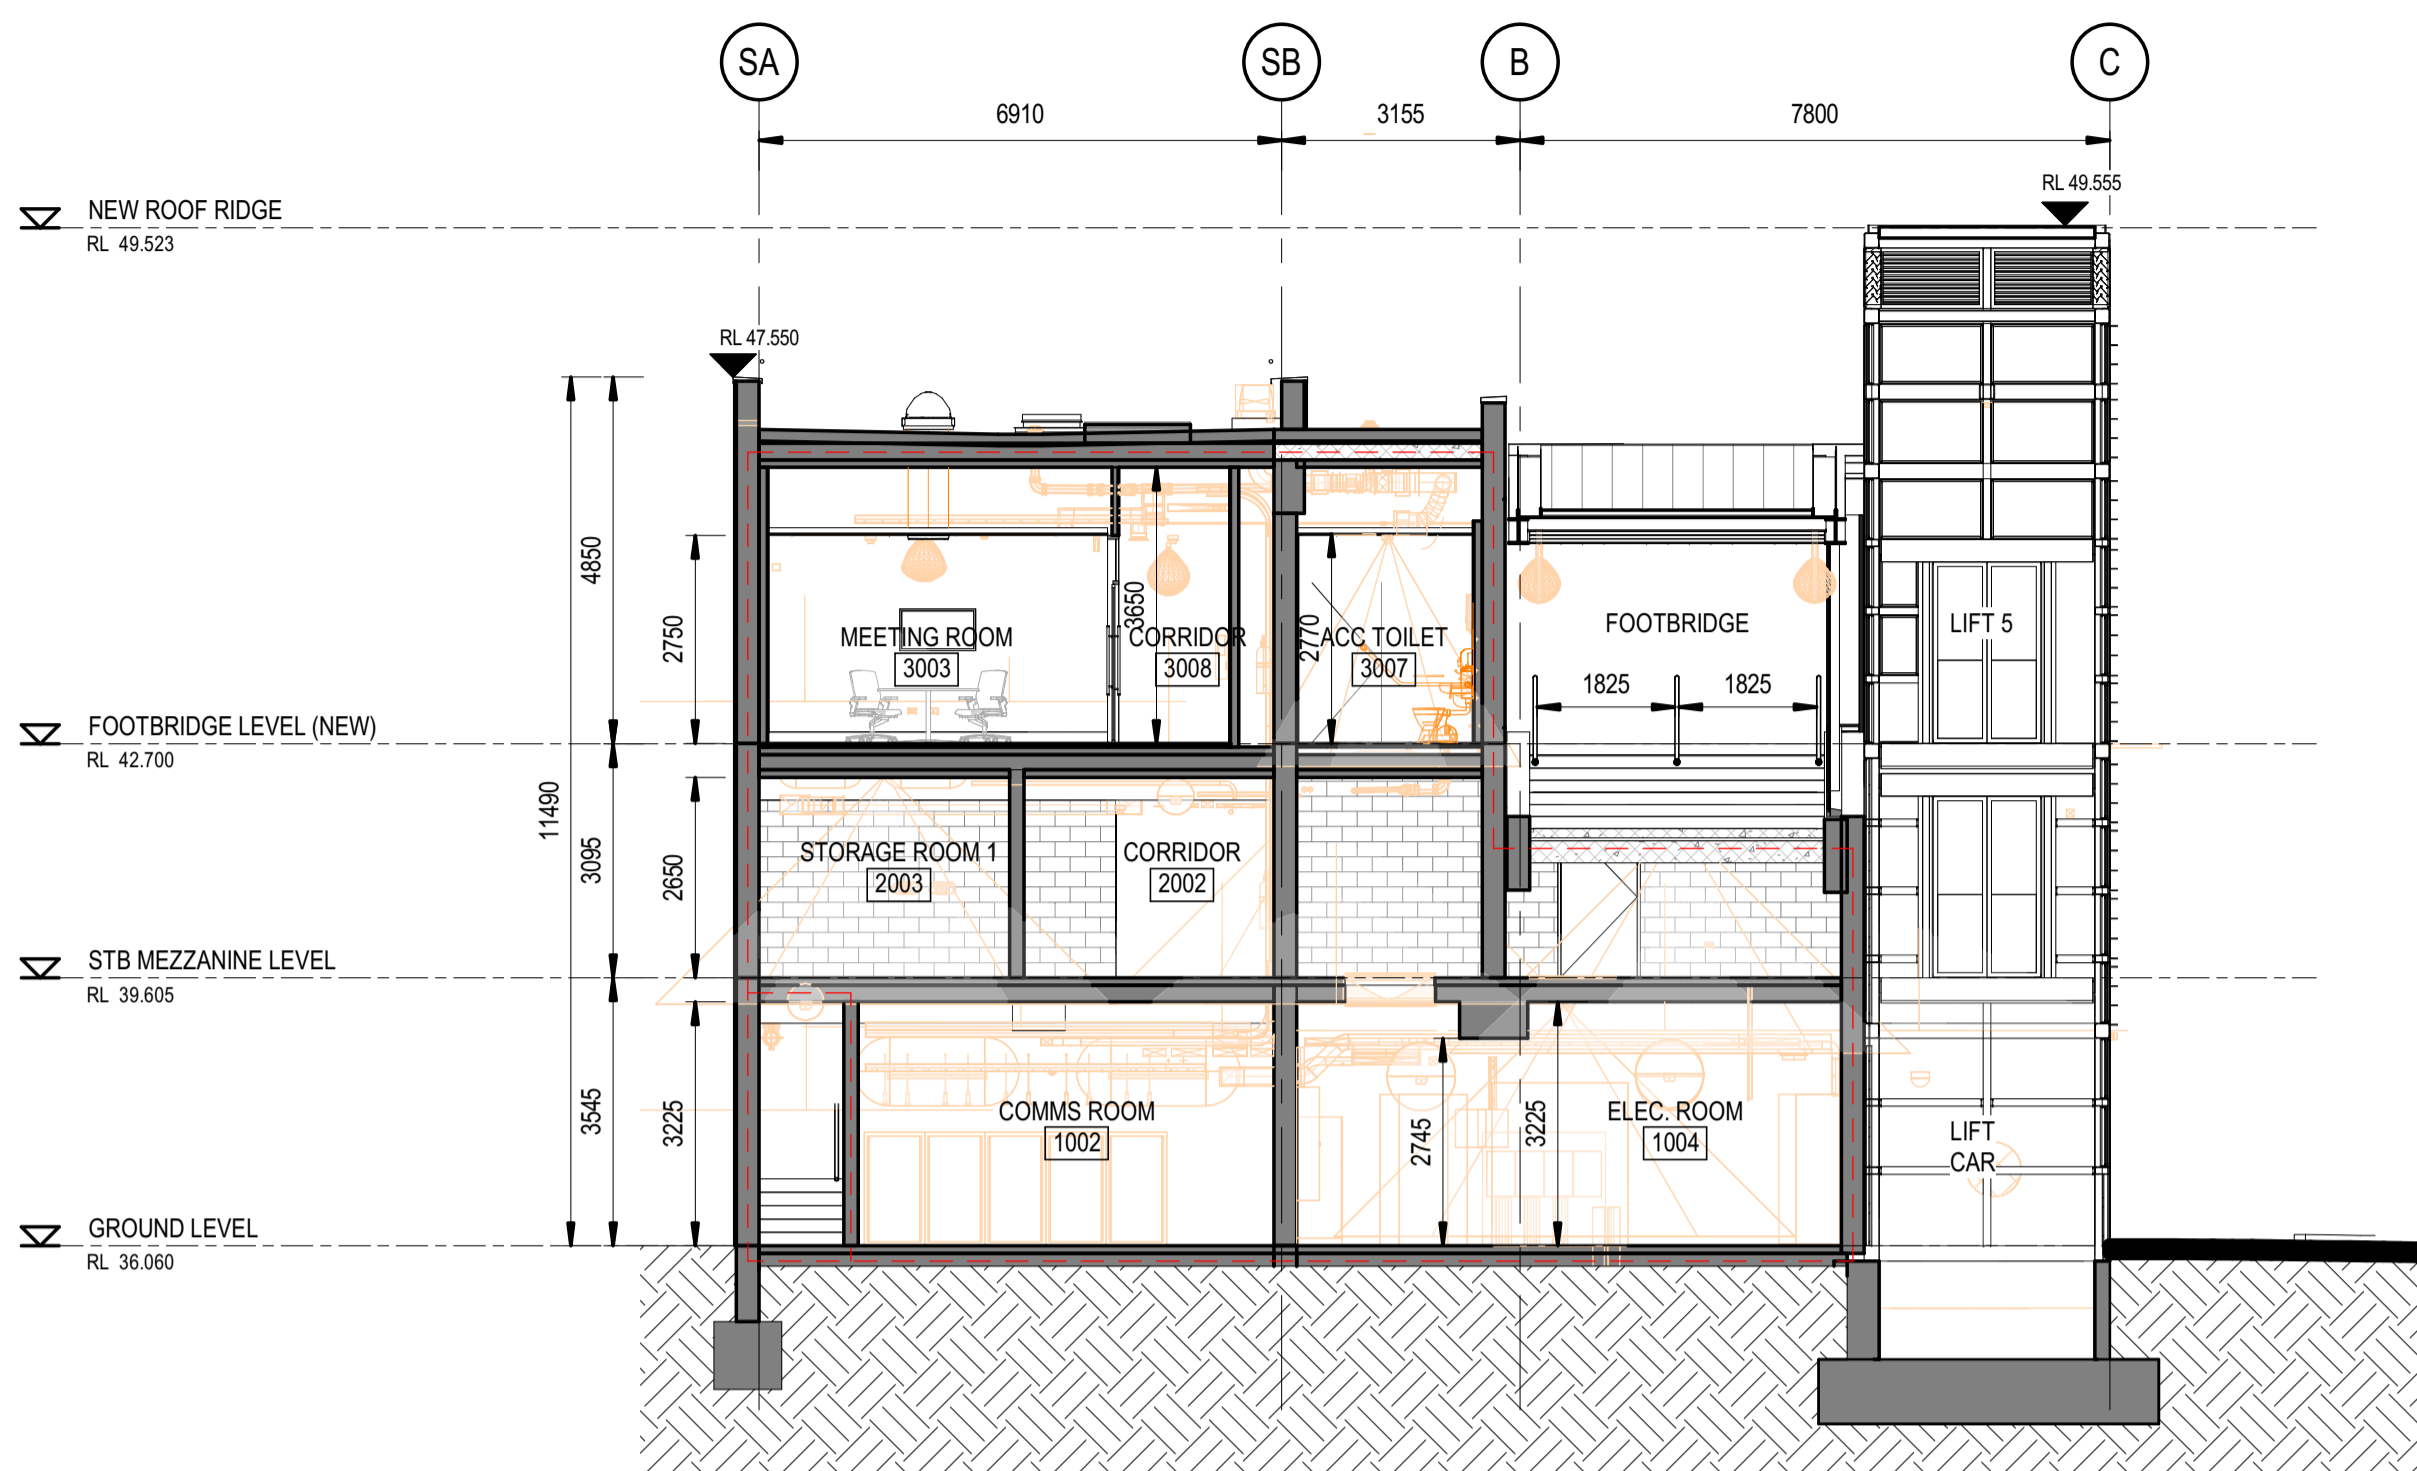 SA
SB
B
C
6910
3155
7800
RL 49.555
NEW ROOF RIDGE
RL 49.523
RL 47.550
4850
2750
3650
2770
MEETING ROOM
3003
CORRIDOR
3008
ACC TOILET
3007
FOOTBRIDGE
LIFT 5
1825
1825
FOOTBRIDGE LEVEL (NEW)
RL 42.700
11490
3095
2650
STORAGE ROOM 1
2003
CORRIDOR
2002
STB MEZZANINE LEVEL
RL 39.605
3545
3225
COMMS ROOM
1002
2745
3225
ELEC. ROOM
1004
LIFT
CAR
GROUND LEVEL
RL 36.060